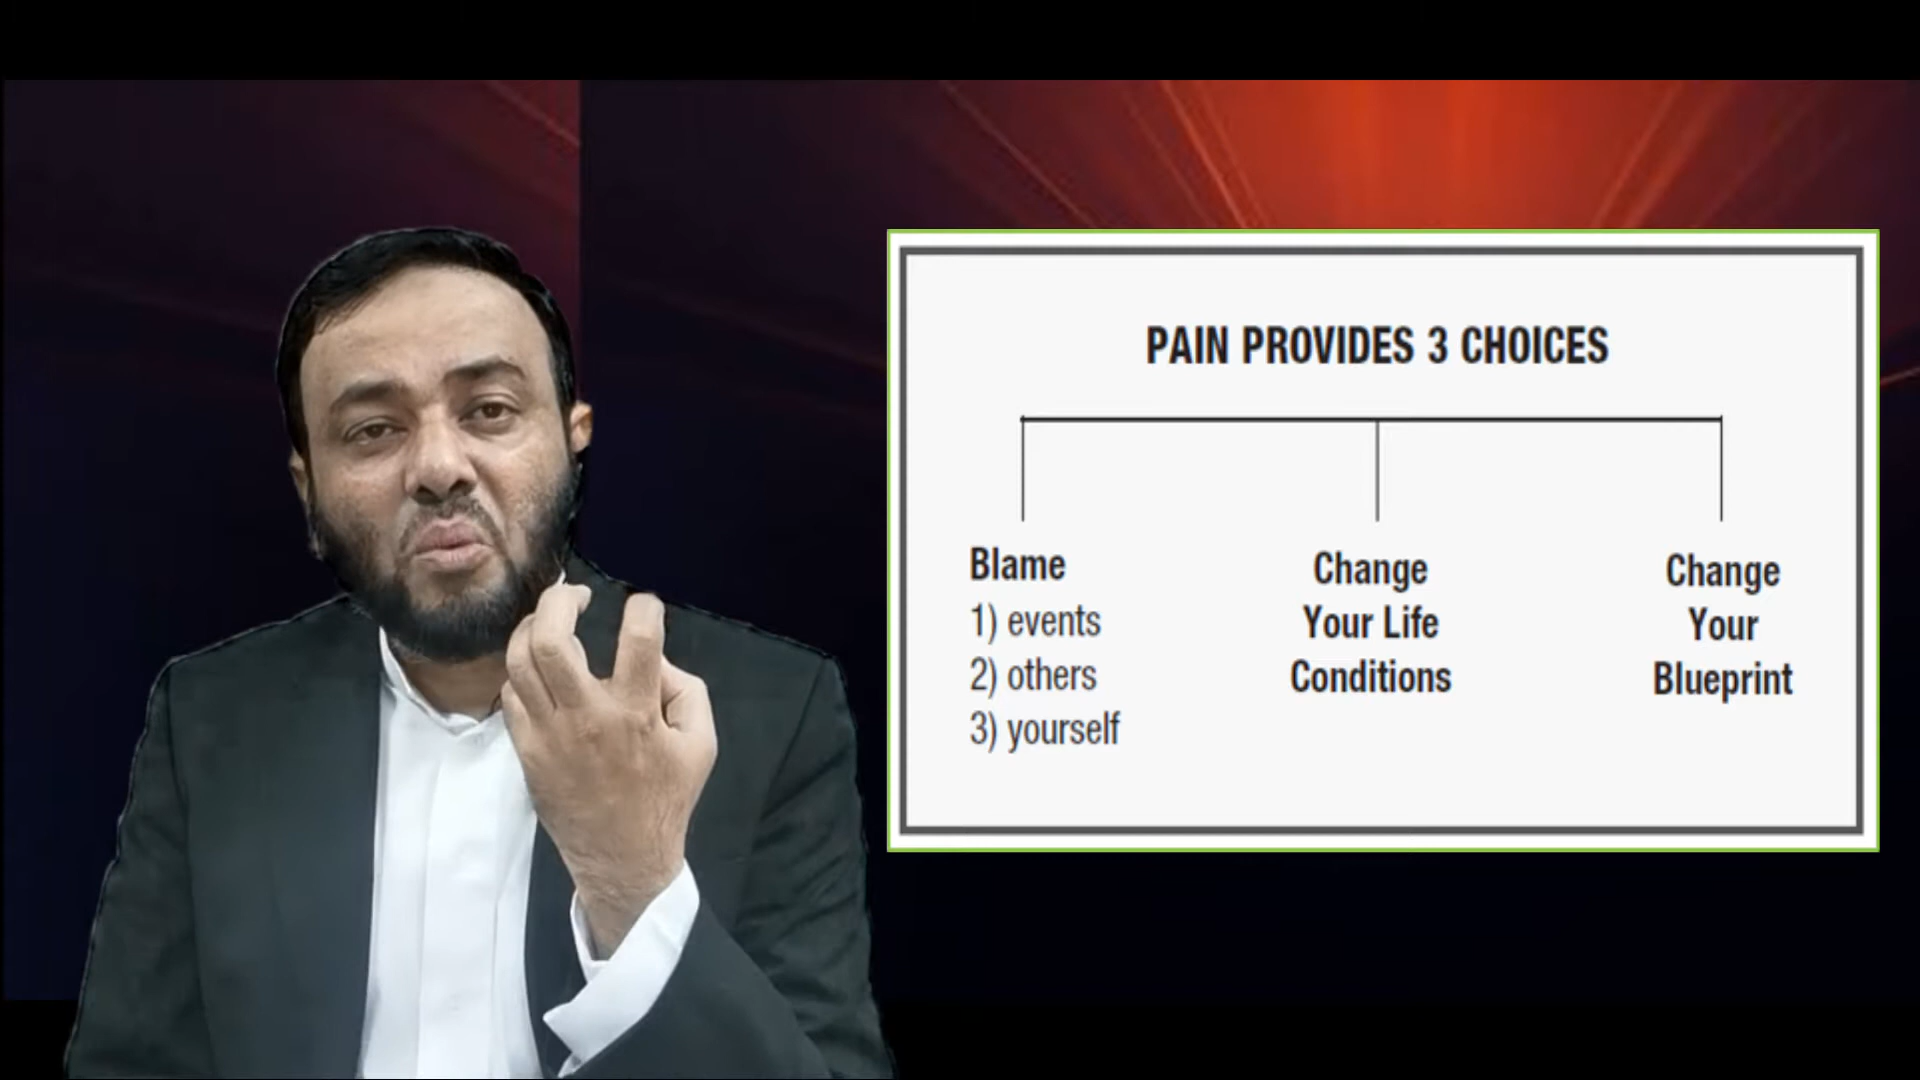 PAIN PROVIDES 3 CHOICES
Blame
1) events
2) others
3) yourself
Change
Your Life
Conditions
Change
Your
Blueprint